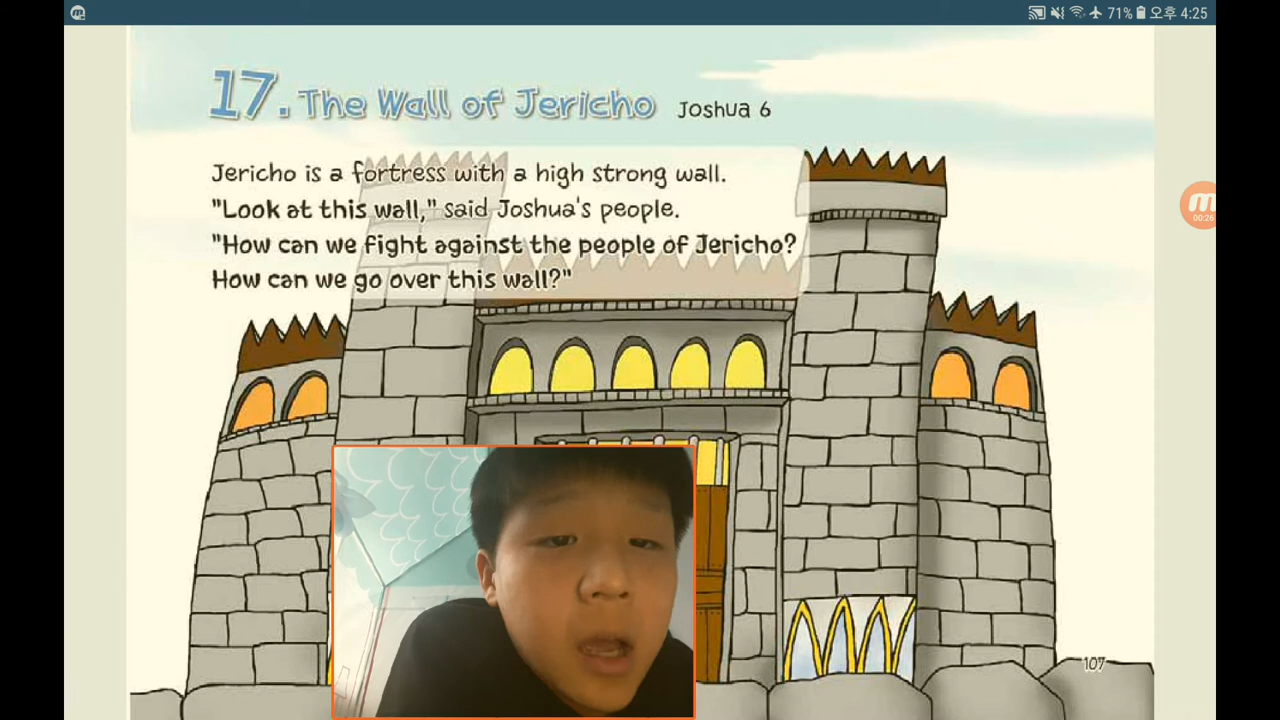 71% 오후 4:25
17. The Wall of Jericho Joshua 6
Jericho is a fortress with a high strong wall.
"Look at this wall," said Joshua's people.
"How can we fight against the people of Jericho?
How can we go over this wall?"
00:26
107